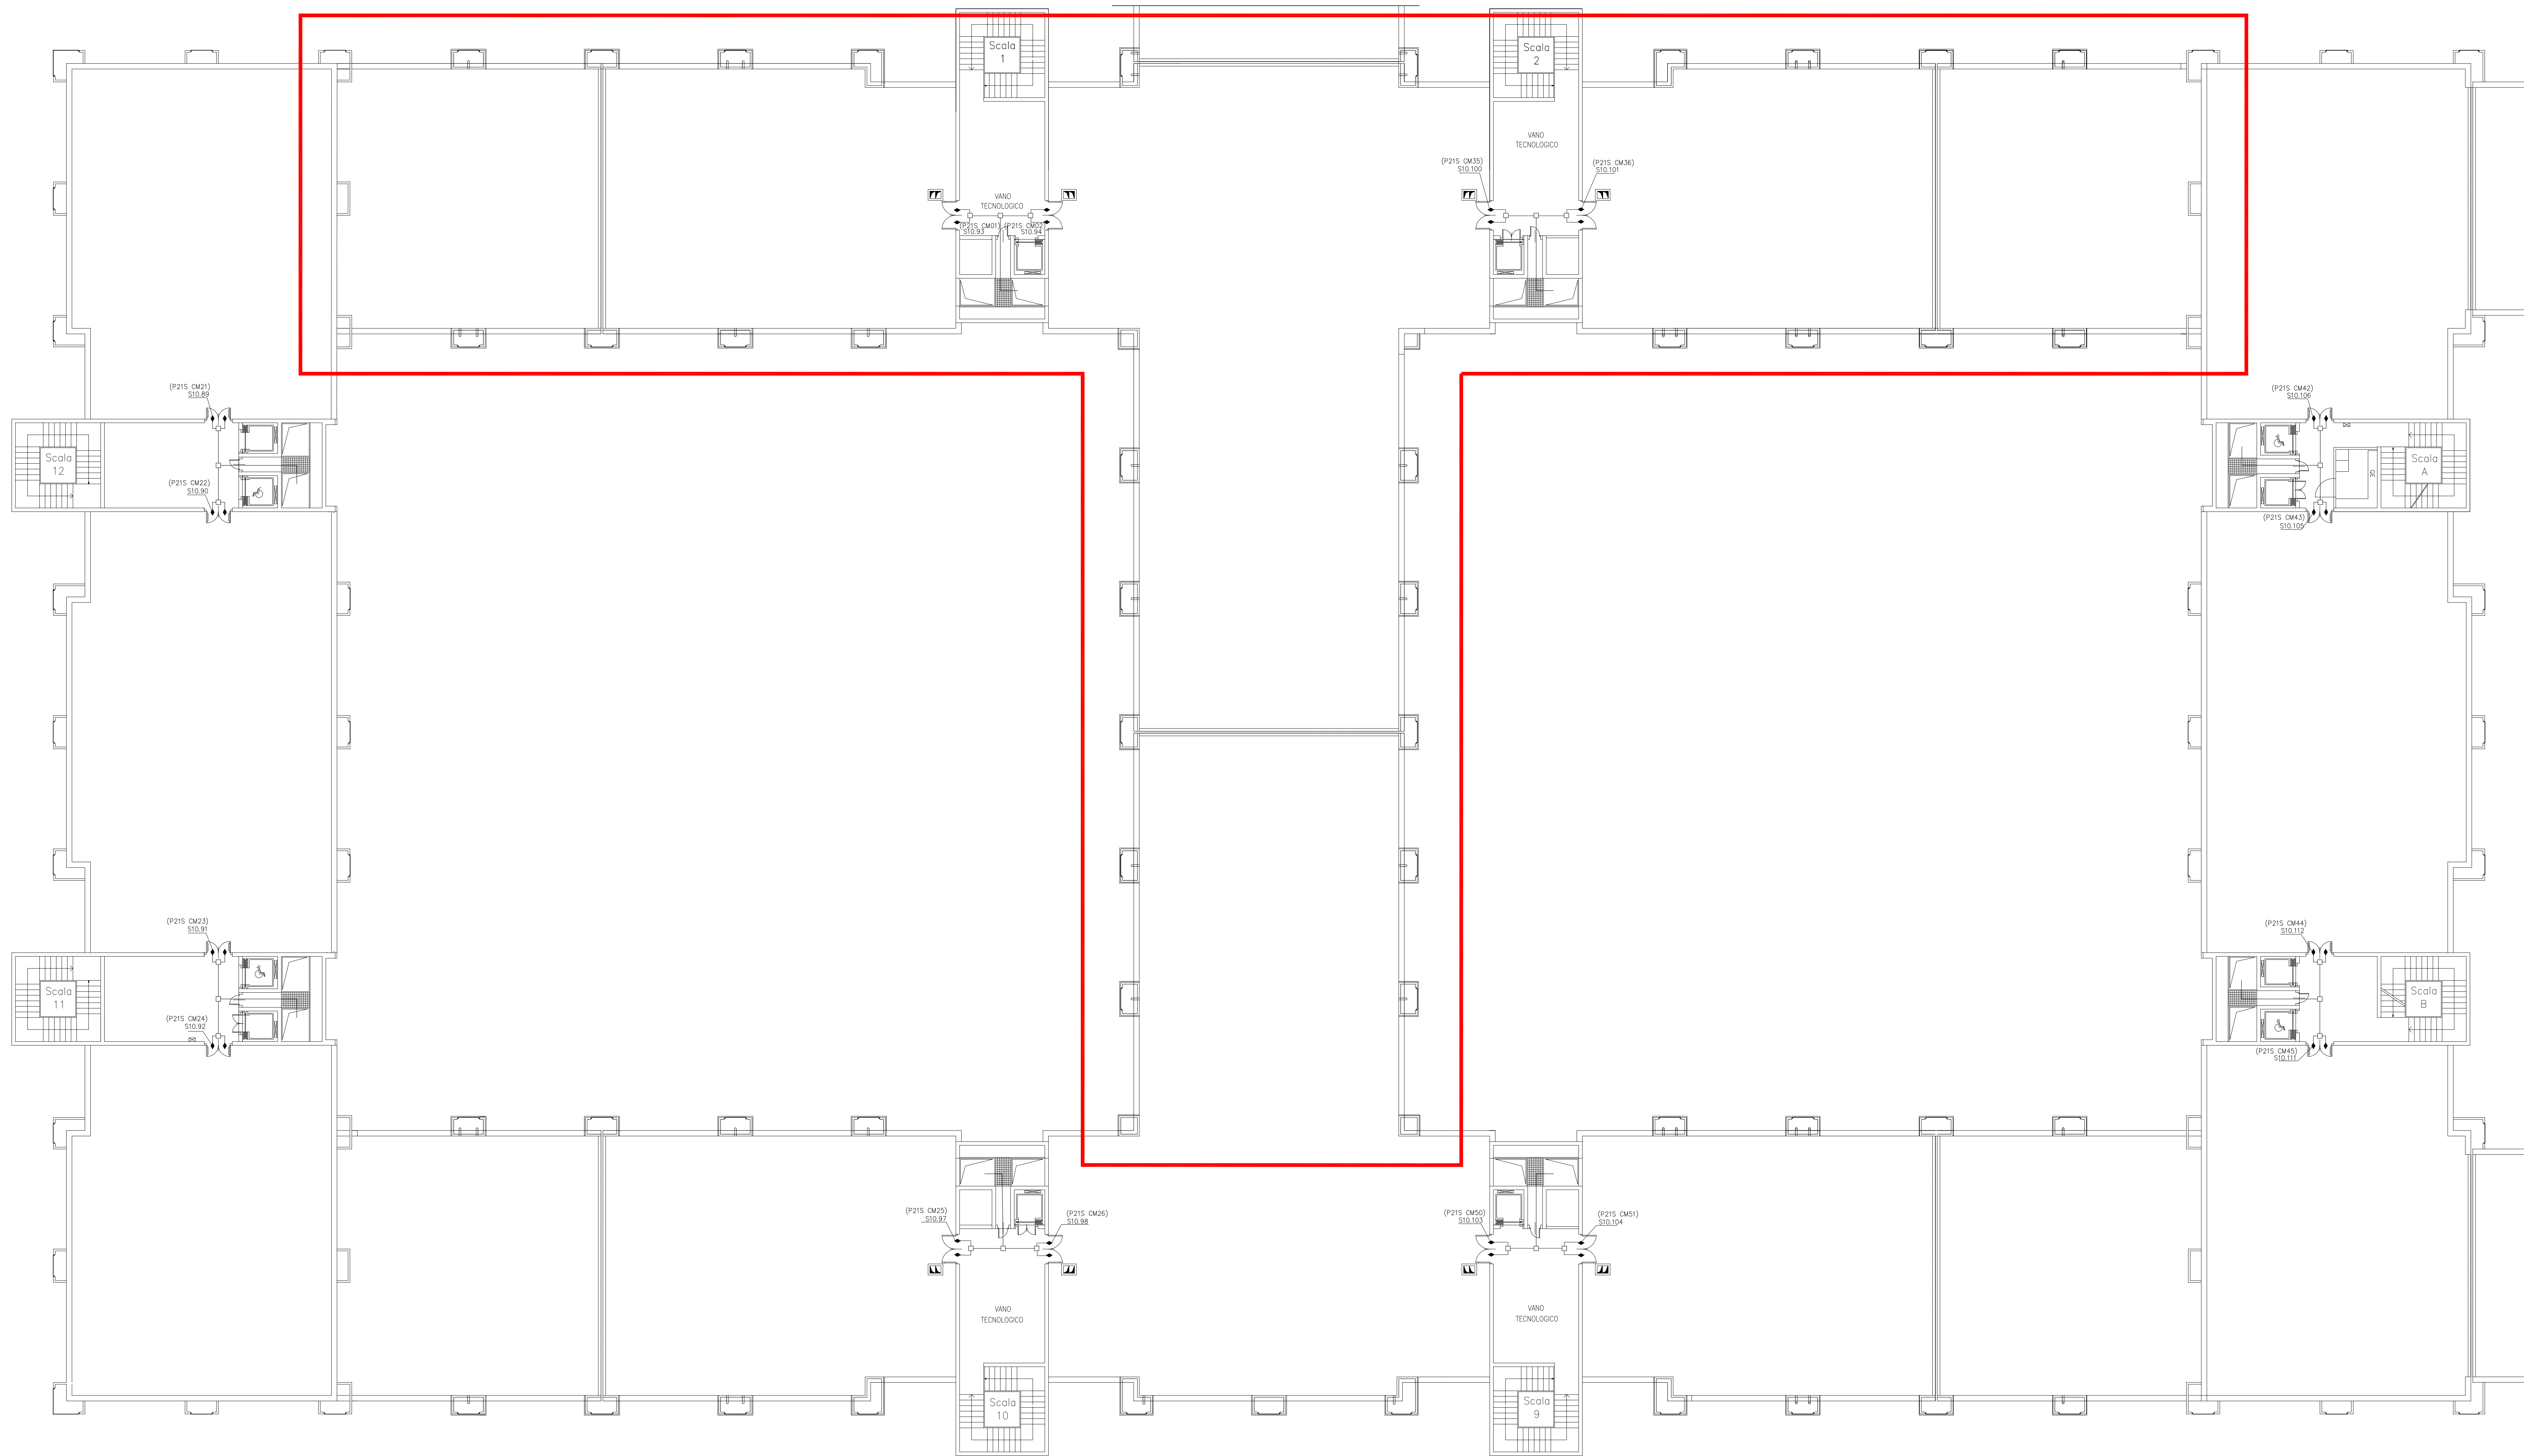 Scala
1
Scala
2
VANO
TECNOLOGICO
(P21S CM35)
S10.100
(P21S CM36)
S10.101
VANO
TECNOLOGICO
(P21S CM01) (P21S CM02)
S10.93 S10.94
(P21S CM21)
S10.89
(P21S CM42)
S10.106
Scala
12
Scala
A
(P21S CM22)
S10.90
(P21S CM43)
S10.105
(P21S CM23)
S10.91
(P21S CM44)
S10.112
Scala
11
Scala
B
(P21S CM24)
S10.92
(P21S CM45)
S10.111
(P21S CM25)
S10.97
(P21S CM26)
S10.98
(P21S CM50)
S10.103
(P21S CM51)
S10.104
VANO
TECNOLOGICO
VANO
TECNOLOGICO
Scala
10
Scala
9